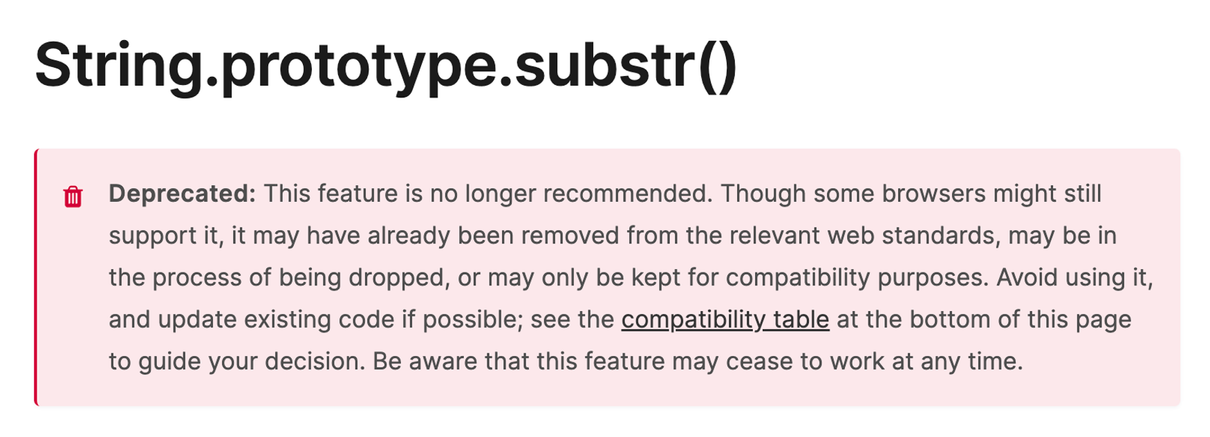 String.prototype.substr()
Deprecated: This feature is no longer recommended. Though some browsers might still
support it, it may have already been removed from the relevant web standards, may be in
the process of being dropped, or may only be kept for compatibility purposes. Avoid using it,
and update existing code if possible; see the compatibility table at the bottom of this page
to guide your decision. Be aware that this feature may cease to work at any time.